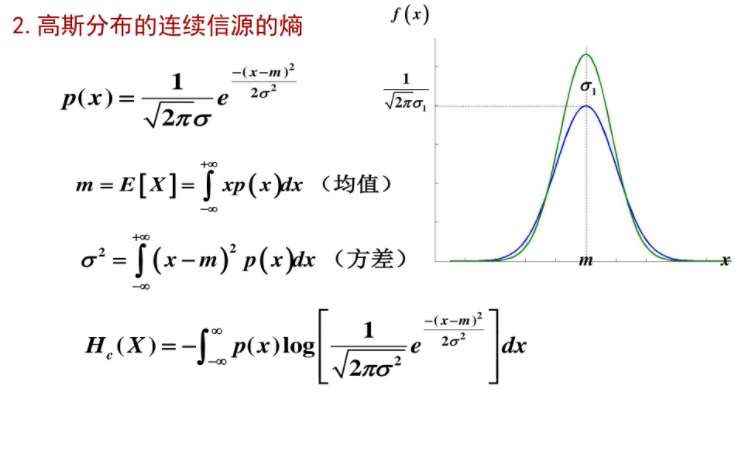 2. 高斯分布的连续信源的熵
p(x) = \frac{1}{\sqrt{2\pi}\sigma} e^{\frac{-(x-m)^2}{2\sigma^2}}
m = E[X] = \int_{-\infty}^{+\infty} xp(x)dx （均值）
\sigma^2 = \int_{-\infty}^{+\infty} (x-m)^2 p(x)dx （方差）
H_c(X) = -\int_{-\infty}^{\infty} p(x)\log\left[\frac{1}{\sqrt{2\pi\sigma^2}} e^{\frac{-(x-m)^2}{2\sigma^2}}\right]dx
f(x)
\frac{1}{\sqrt{2\pi}\sigma_1}
\sigma_1
m
x